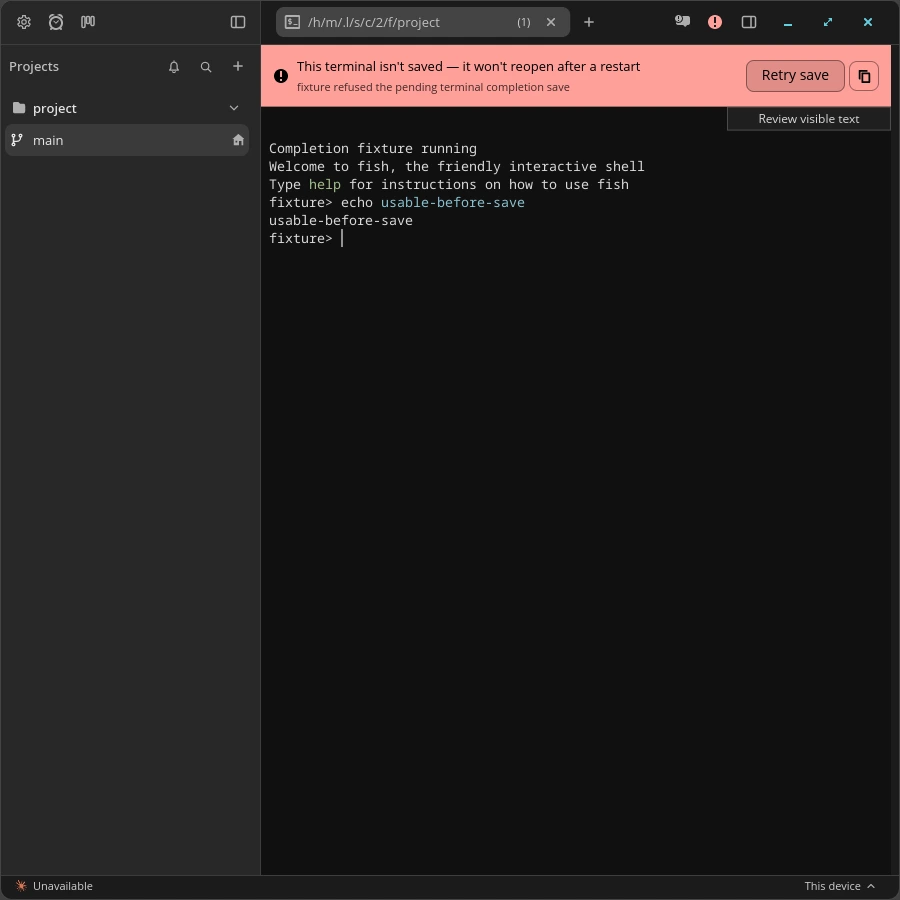 /h/m/.l/s/c/2/f/project (1)
Projects
This terminal isn't saved — it won't reopen after a restart
fixture refused the pending terminal completion save
Retry save
project
main
Review visible text
Completion fixture running
Welcome to fish, the friendly interactive shell
Type help for instructions on how to use fish
fixture> echo usable-before-save
usable-before-save
fixture>
Unavailable
This device